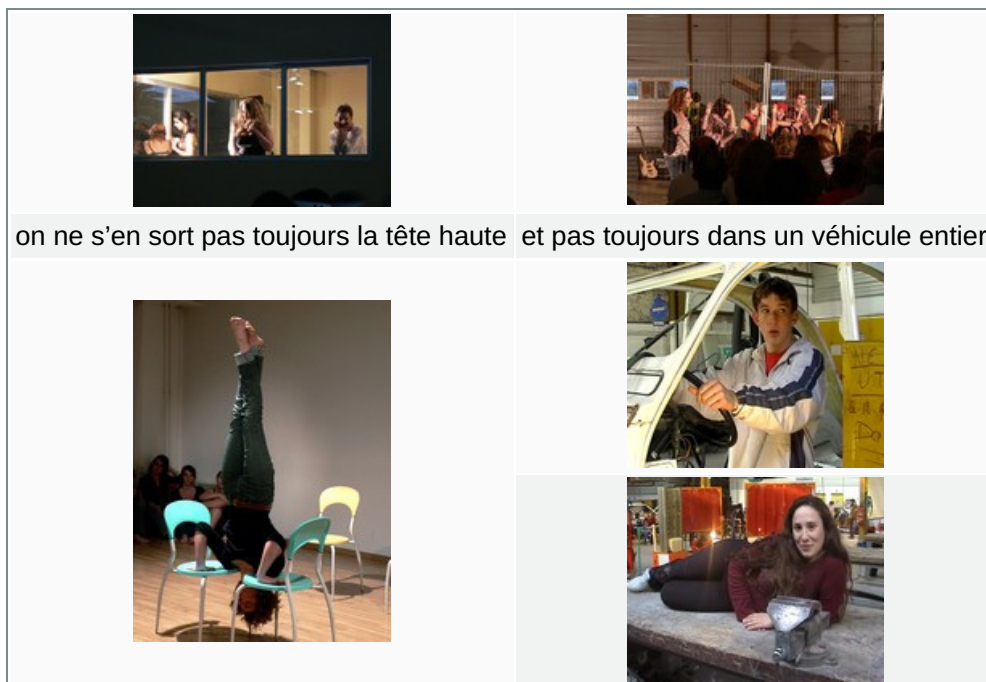 on ne s’en sort pas toujours la tête haute
et pas toujours dans un véhicule entier